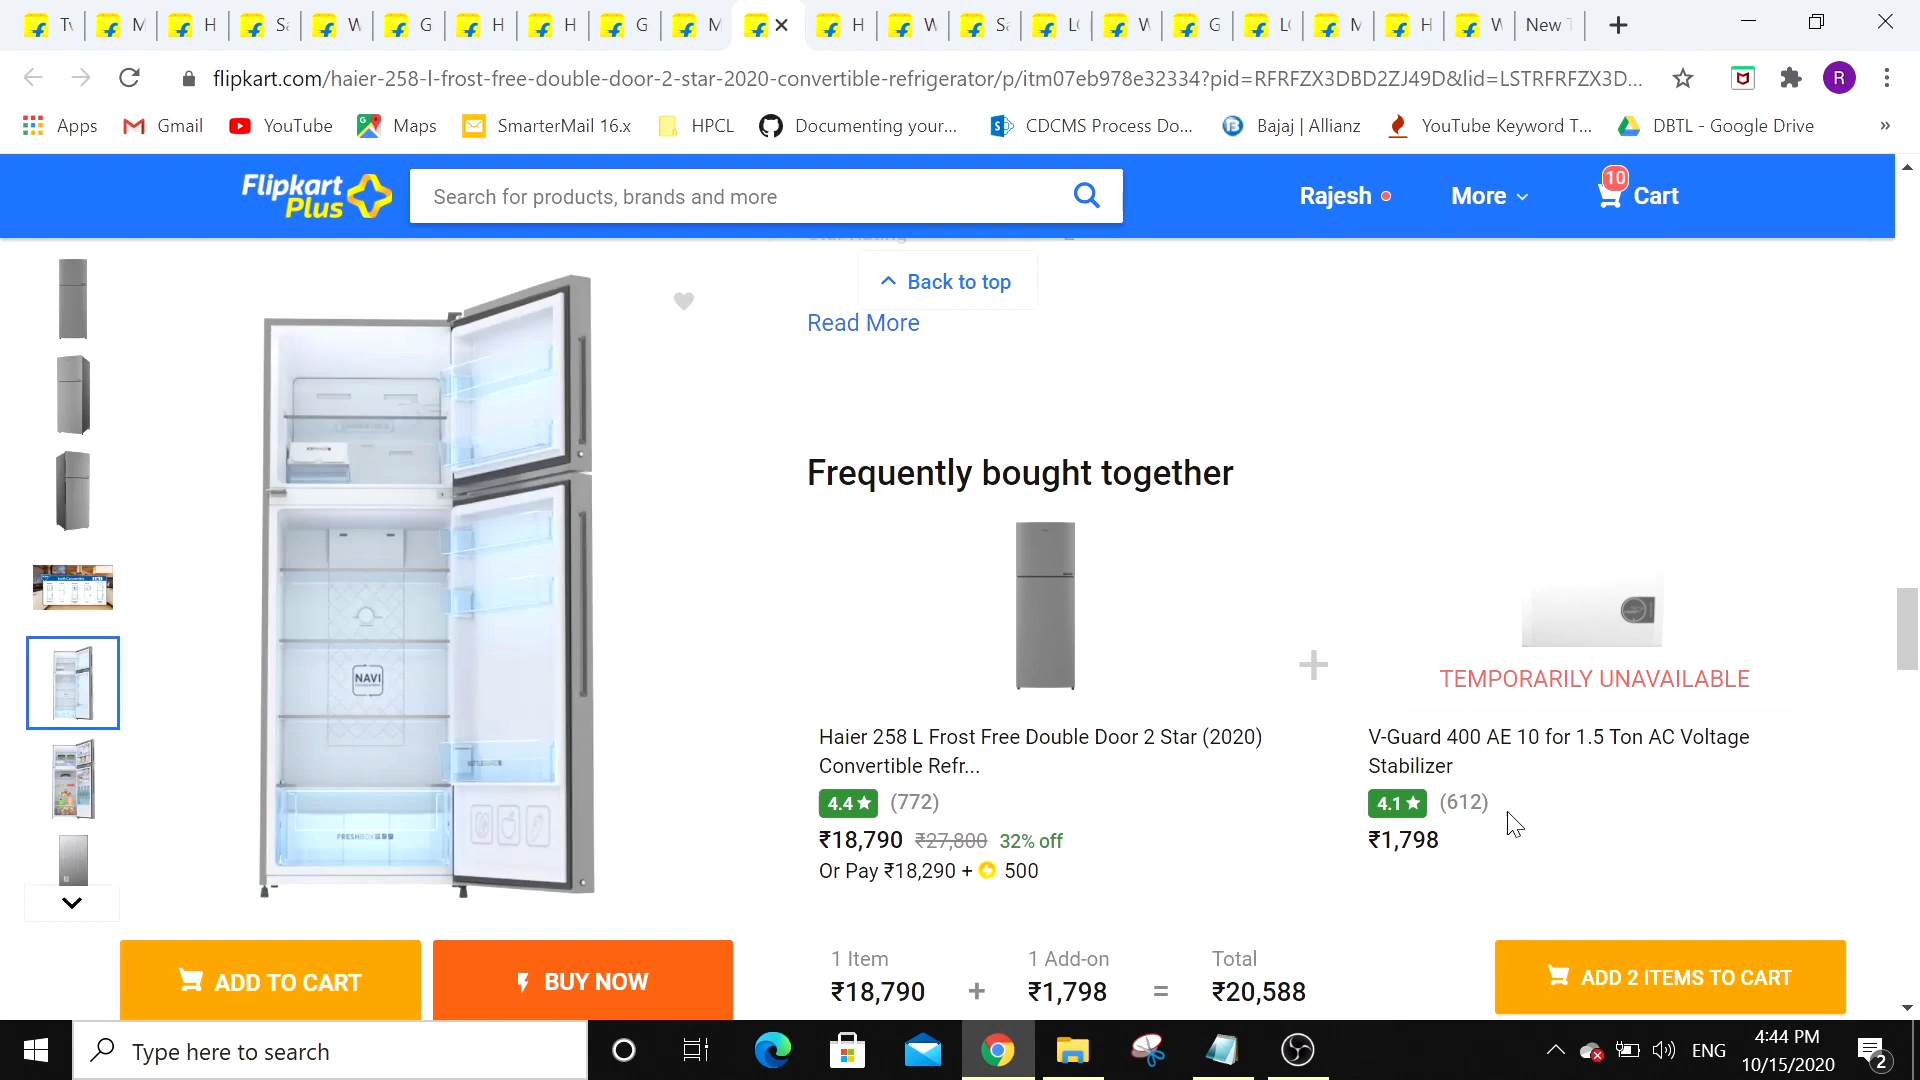 New
flipkart.com/haier-258-l-frost-free-double-door-2-star-2020-convertible-refrigerator/p/itm07eb978e32334?pid=RFRFZX3DBD2ZJ49D&lid=LSTRFRFZX3D...
R
Apps Gmail YouTube Maps SmarterMail 16.x HPCL Documenting your... CDCMS Process Do... Bajaj | Allianz YouTube Keyword T... DBTL - Google Drive »
Flipkart
Plus
Search for products, brands and more
Rajesh
More
10
Cart
Back to top
Read More
NAVI
Frequently bought together
TEMPORARILY UNAVAILABLE
Haier 258 L Frost Free Double Door 2 Star (2020)
Convertible Refr...
4.4★ (772)
₹18,790 ₹27,800 32% off
Or Pay ₹18,290 + 500
V-Guard 400 AE 10 for 1.5 Ton AC Voltage
Stabilizer
4.1★ (612)
₹1,798
ADD TO CART
BUY NOW
1 Item 1 Add-on Total
₹18,790 + ₹1,798 = ₹20,588
ADD 2 ITEMS TO CART
Type here to search
ENG
4:44 PM
10/15/2020
2